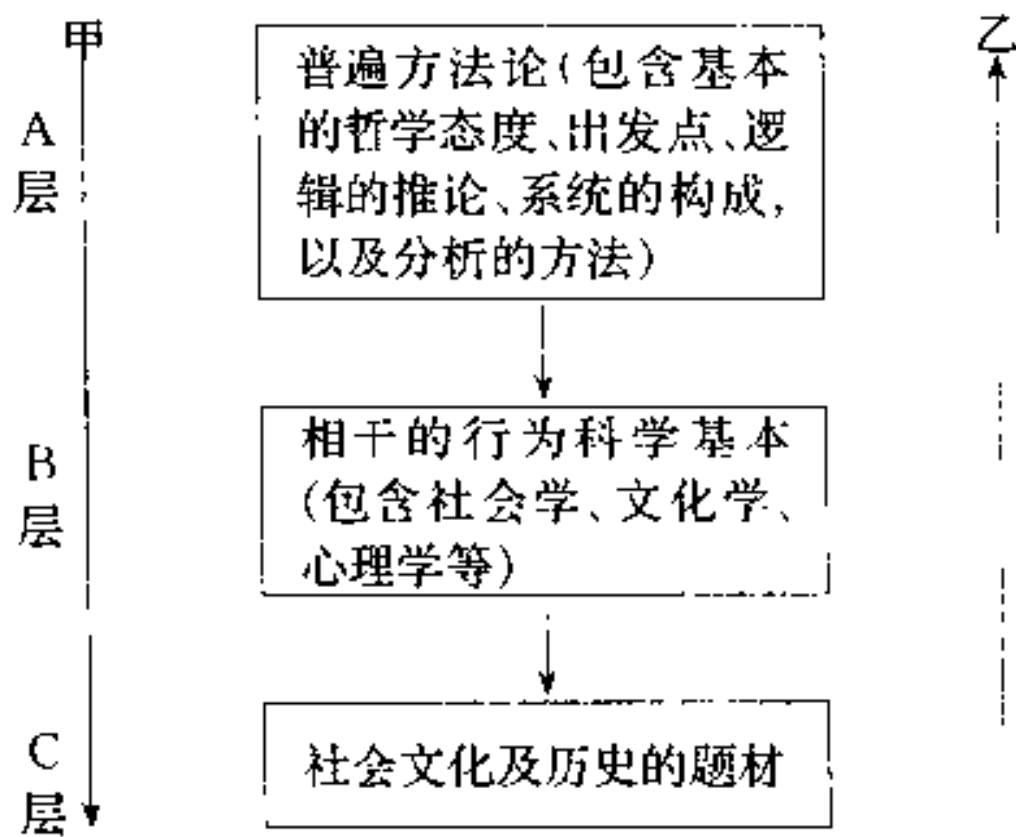 甲
乙
A
层
普遍方法论(包含基本
的哲学态度、出发点、逻
辑的推论、系统的构成,
以及分析的方法)
B
层
相干的行为科学基本
(包含社会学、文化学、
心理学等)
C
层
社会文化及历史的题材